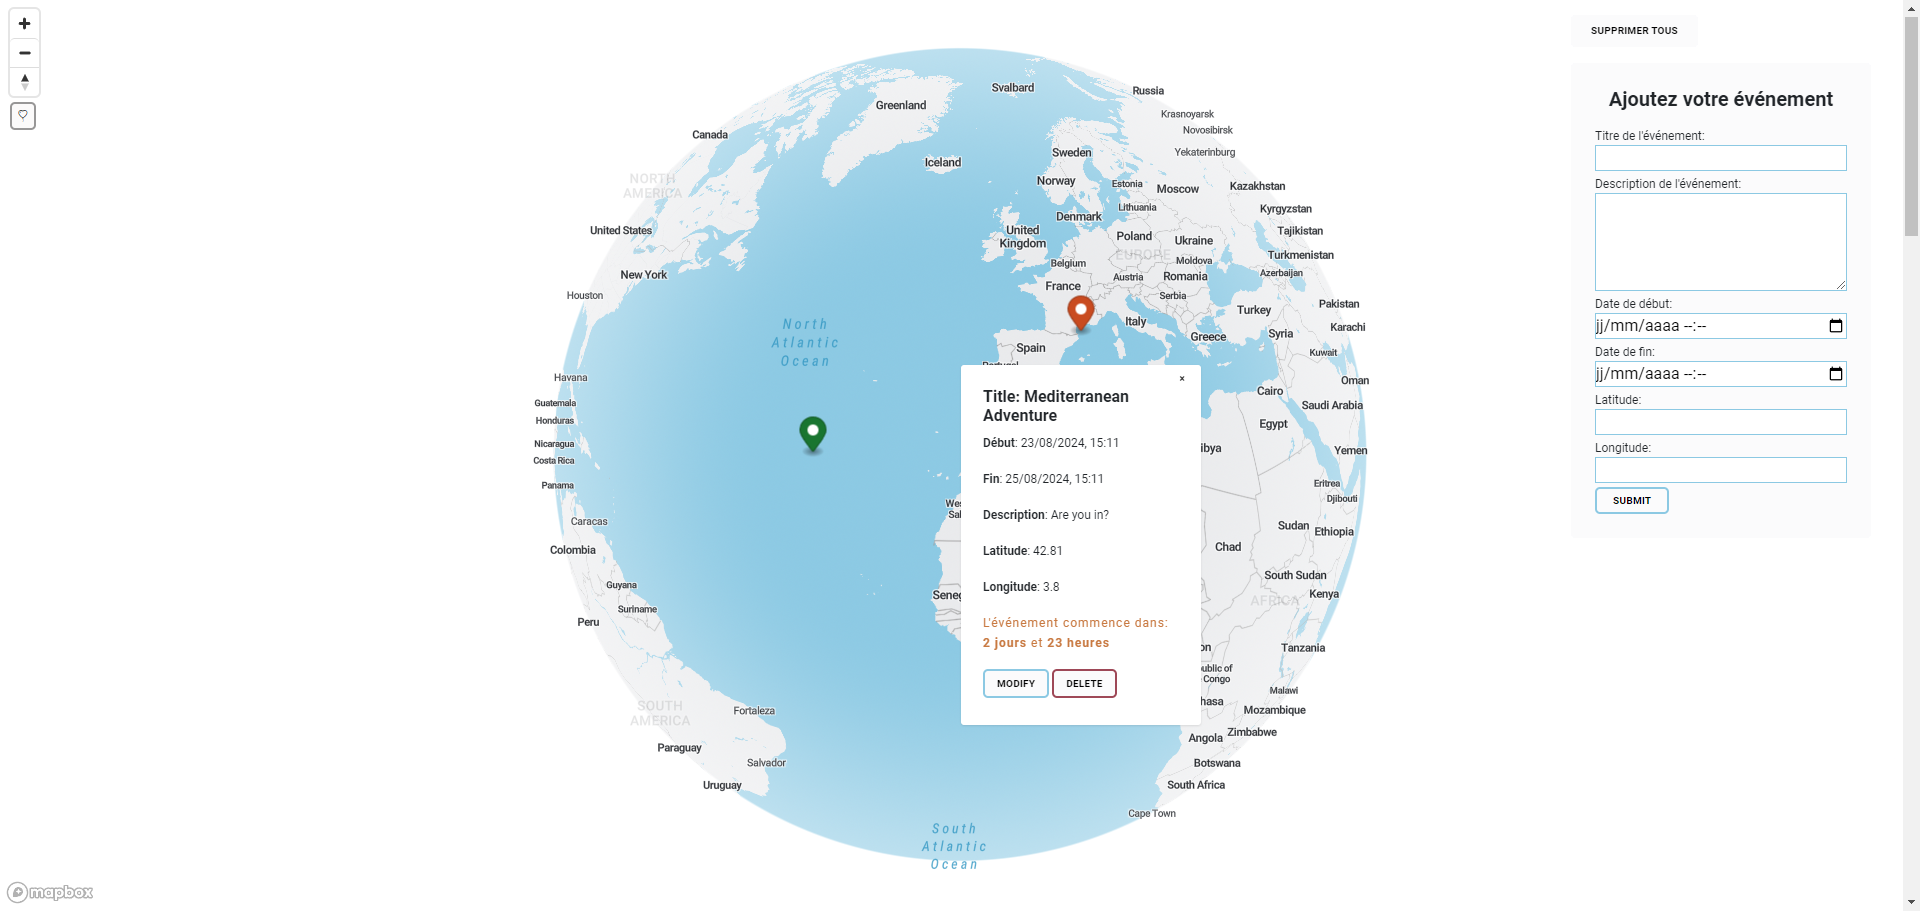 SUPPRIMER TOUS
Ajoutez votre événement
Titre de l'événement:
Description de l'événement:
Date de début:
jj/mm/aaaa --:--
Date de fin:
jj/mm/aaaa --:--
Latitude:
Longitude:
SUBMIT
Svalbard
Russia
Greenland
Krasnoyarsk
Canada
Novosibirsk
Sweden
Yekaterinburg
Iceland
NORTH
AMERICA
Norway
Estonia
Moscow
Kazakhstan
Lithuania
Kyrgyzstan
Denmark
United States
United
Kingdom
Poland
Ukraine
Tajikistan
EUROPE
Turkmenistan
Belgium
Moldova
New York
Austria
Romania
Azerbaijan
France
Houston
Serbia
Pakistan
Turkey
North
Atlantic
Ocean
Italy
Karachi
Greece
Syria
Spain
Kuwait
Portugal
Havana
Oman
Cairo
Guatemala
Saudi Arabia
Honduras
Egypt
Nicaragua
ibya
Yemen
Costa Rica
Panama
Eritrea
Djibouti
Wes
Sal
Caracas
Sudan
Ethiopia
Colombia
Chad
Guyana
South Sudan
Seneg
Kenya
AFRICA
Suriname
Peru
on
Tanzania
ublic of
Congo
Malawi
hasa
SOUTH
AMERICA
Fortaleza
Mozambique
Zimbabwe
Angola
Paraguay
Salvador
Botswana
Uruguay
South Africa
Cape Town
South
Atlantic
Ocean
×
Title: Mediterranean
Adventure
Début: 23/08/2024, 15:11
Fin: 25/08/2024, 15:11
Description: Are you in?
Latitude: 42.81
Longitude: 3.8
L'événement commence dans:
2 jours et 23 heures
MODIFY DELETE
mapbox